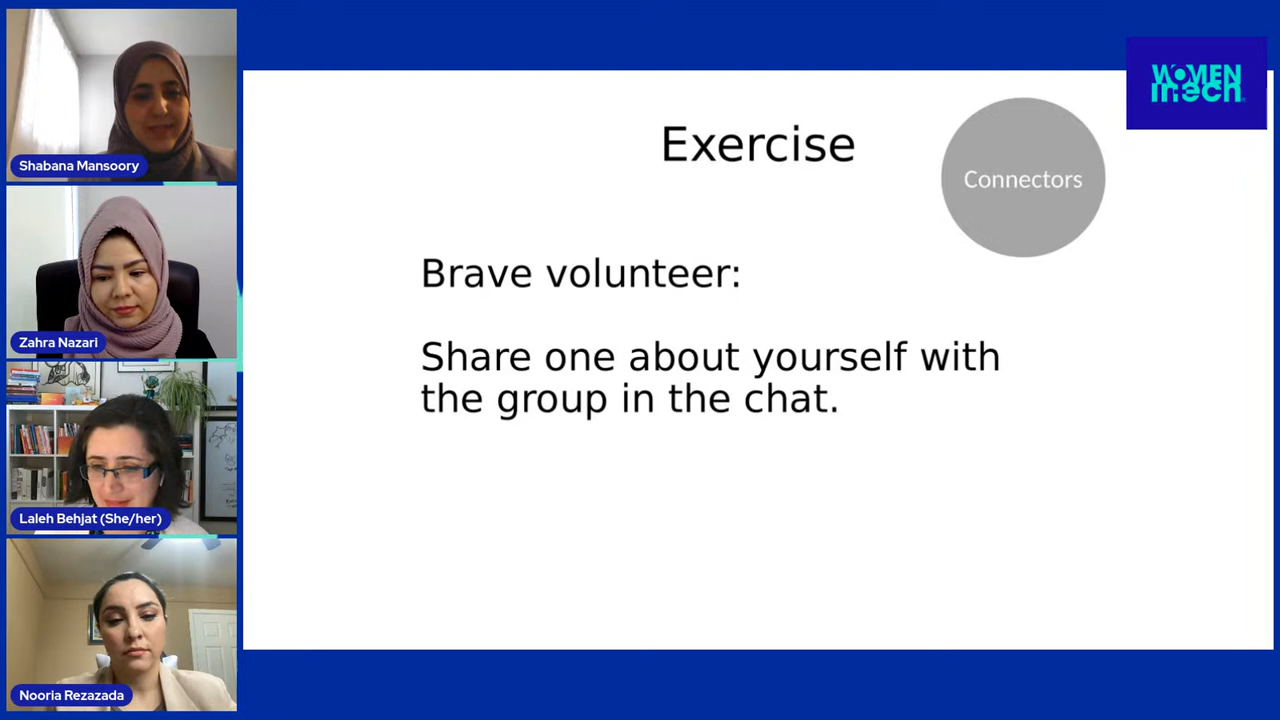 Shabana Mansoory
Zahra Nazari
Laleh Behjat (She/her)
Nooria Rezazada
Exercise
Connectors
WOMEN
in tech
Brave volunteer:
Share one about yourself with
the group in the chat.